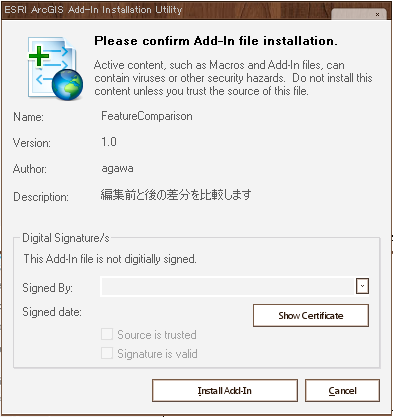 ESRI ArcGIS Add-In Installation Utility
Please confirm Add-In file installation.
Active content, such as Macros and Add-In files, can
contain viruses or other security hazards. Do not install this
content unless you trust the source of this file.
Name: FeatureComparison
Version: 1.0
Author: agawa
Description: 編集前と後の差分を比較します
Digital Signature/s
This Add-In file is not digitially signed.
Signed By:
Signed date:
Show Certificate
Source is trusted
Signature is valid
Install Add-In Cancel